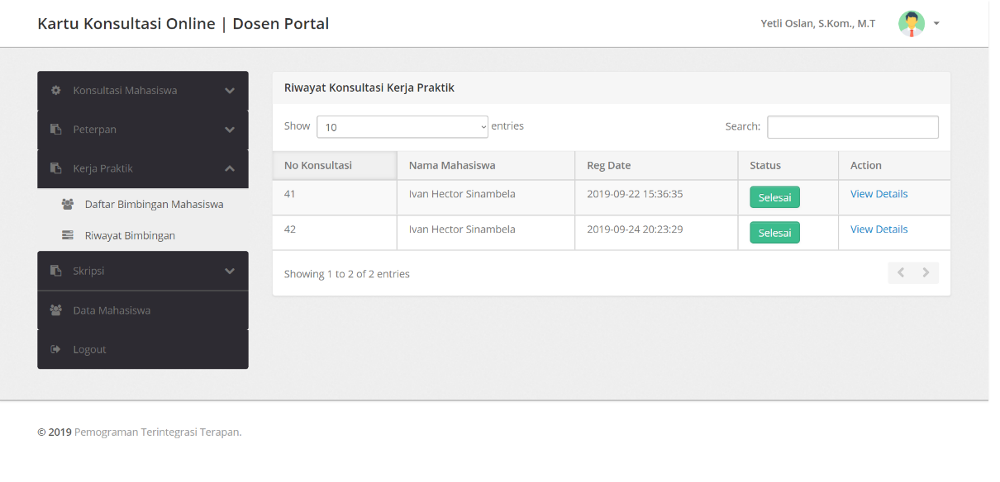 Kartu Konsultasi Online | Dosen Portal
Yetli Oslan, S.Kom., M.T
Konsultasi Mahasiswa
Peterpan
Kerja Praktik
Daftar Bimbingan Mahasiswa
Riwayat Bimbingan
Skripsi
Data Mahasiswa
Logout
Riwayat Konsultasi Kerja Praktik
Show 10 entries
Search:
No Konsultasi Nama Mahasiswa Reg Date Status Action
41 Ivan Hector Sinambela 2019-09-22 15:36:35 Selesai View Details
42 Ivan Hector Sinambela 2019-09-24 20:23:29 Selesai View Details
Showing 1 to 2 of 2 entries
© 2019 Pemograman Terintegrasi Terapan.